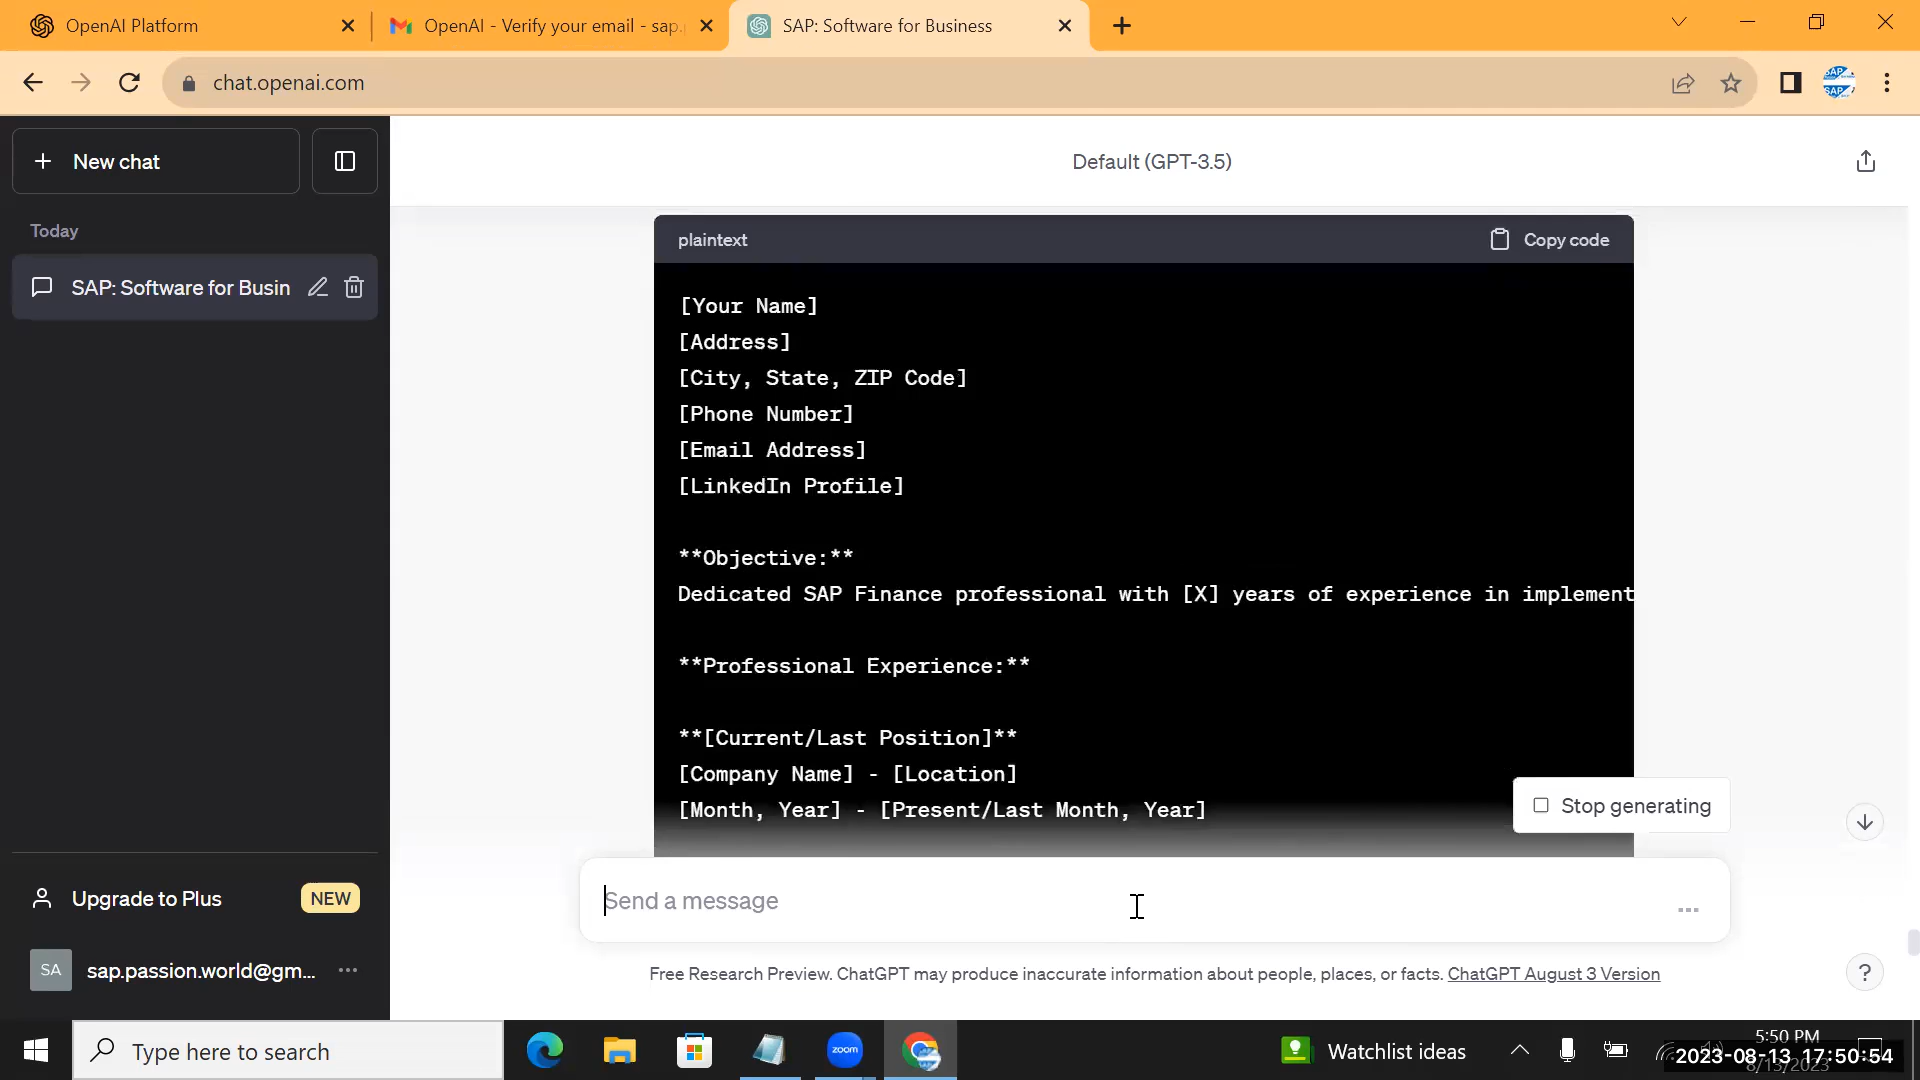 OpenAI Platform
OpenAI - Verify your email - sap.
SAP: Software for Business
chat.openai.com
New chat
Default (GPT-3.5)
Today
SAP: Software for Busin
plaintext
Copy code
[Your Name]
[Address]
[City, State, ZIP Code]
[Phone Number]
[Email Address]
[LinkedIn Profile]
**Objective:**
Dedicated SAP Finance professional with [X] years of experience in implement
**Professional Experience:**
**[Current/Last Position]**
[Company Name] - [Location]
[Month, Year] - [Present/Last Month, Year]
Stop generating
Send a message
Upgrade to Plus
NEW
SA
sap.passion.world@gm...
Free Research Preview. ChatGPT may produce inaccurate information about people, places, or facts. ChatGPT August 3 Version
?
Type here to search
zoom
Watchlist ideas
5:50 PM
2023-08-13 17:50:54